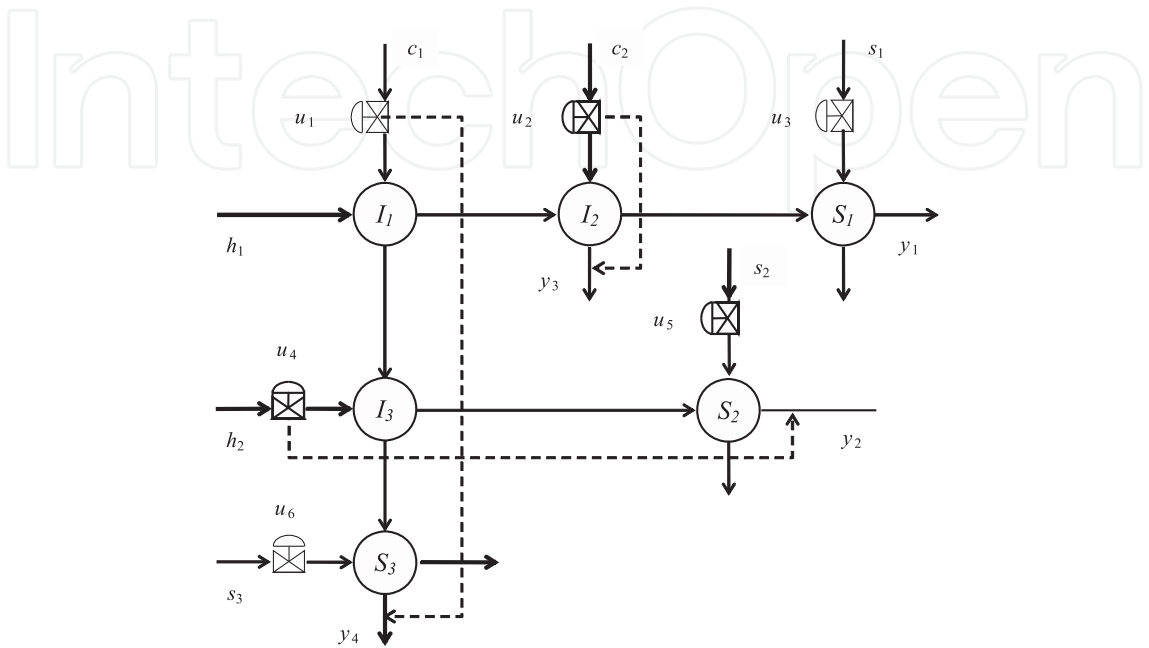 IntechOpen
c1 c2 s1
u1 u2 u3
I1 I2 S1
h1 y1
y3 s2
u5
u4
I3 S2
h2 y2
u6
S3
s3
y4